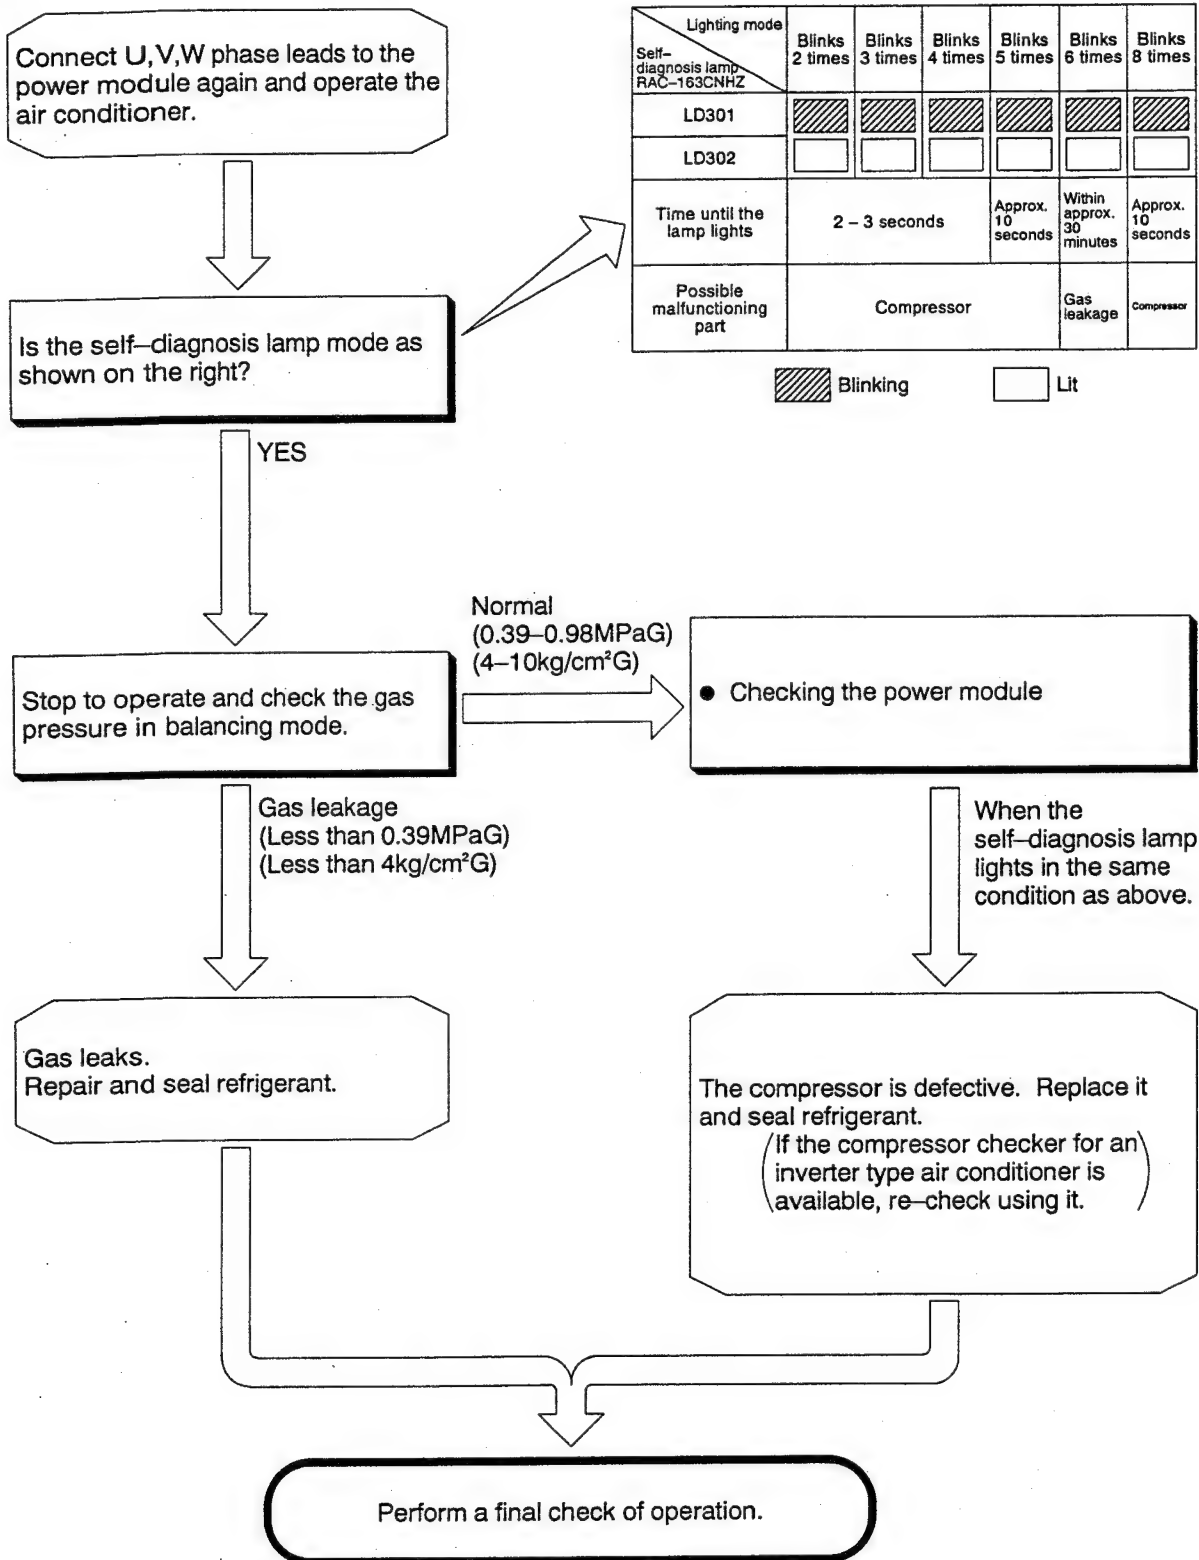 Connect U,V,W phase leads to the
power module again and operate the
air conditioner.
Lighting mode
Self–
diagnosis lamp
RAC–163CNHZ
Blinks
2 times
Blinks
3 times
Blinks
4 times
Blinks
5 times
Blinks
6 times
Blinks
8 times
LD301
LD302
Time until the
lamp lights
2 – 3 seconds
Approx.
10
seconds
Within
approx.
30
minutes
Approx.
10
seconds
Possible
malfunctioning
part
Compressor
Gas
leakage
Compressor
Blinking
Lit
Is the self–diagnosis lamp mode as
shown on the right?
YES
Stop to operate and check the gas
pressure in balancing mode.
Normal
(0.39–0.98MPaG)
(4–10kg/cm²G)
● Checking the power module
Gas leakage
(Less than 0.39MPaG)
(Less than 4kg/cm²G)
When the
self–diagnosis lamp
lights in the same
condition as above.
Gas leaks.
Repair and seal refrigerant.
The compressor is defective. Replace it
and seal refrigerant.
(If the compressor checker for an
inverter type air conditioner is
available, re–check using it.)
Perform a final check of operation.